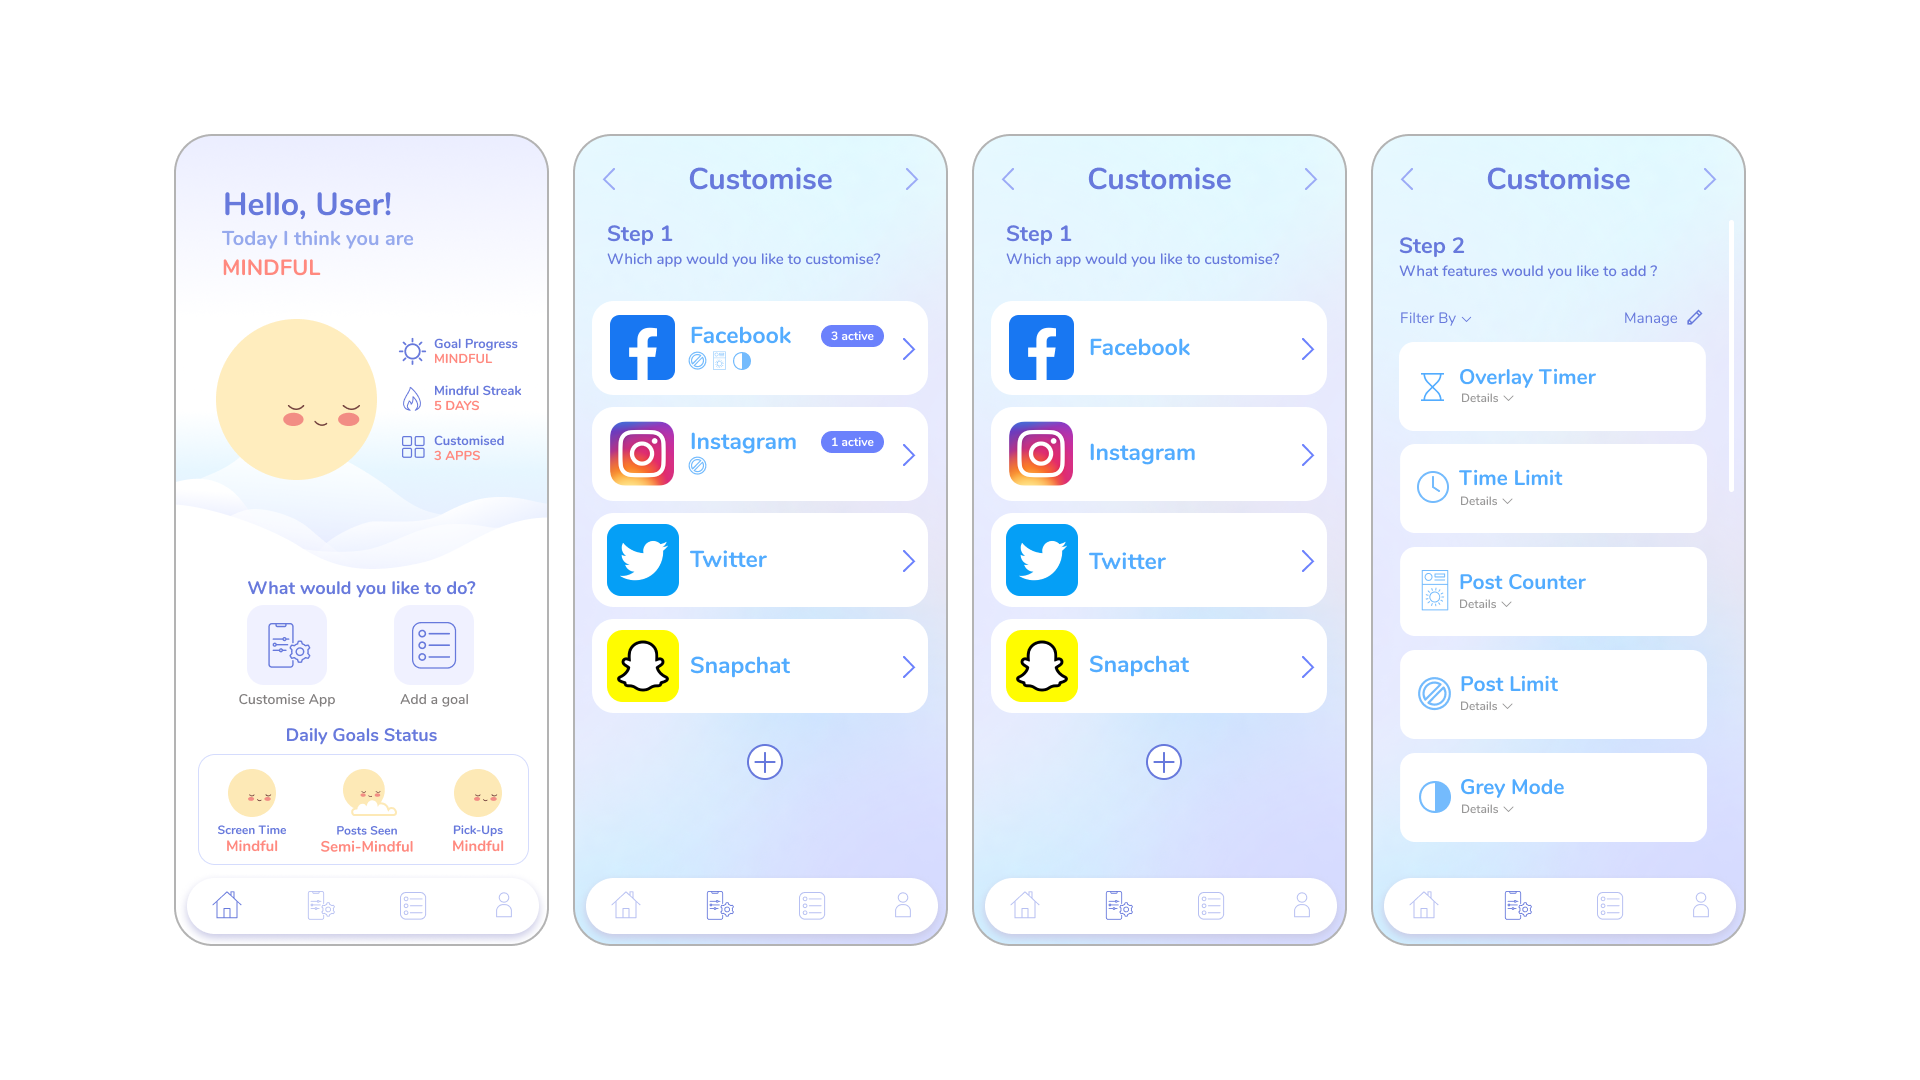 Hello, User!
Today I think you are
MINDFUL
Goal Progress
MINDFUL
Mindful Streak
5 DAYS
Customised
3 APPS
What would you like to do?
Customise App
Add a goal
Daily Goals Status
Screen Time
Mindful
Posts Seen
Semi-Mindful
Pick-Ups
Mindful
Customise
Step 1
Which app would you like to customise?
Facebook
3 active
Instagram
1 active
Twitter
Snapchat
Customise
Step 1
Which app would you like to customise?
Facebook
Instagram
Twitter
Snapchat
Customise
Step 2
What features would you like to add ?
Filter By
Manage
Overlay Timer
Details
Time Limit
Details
Post Counter
Details
Post Limit
Details
Grey Mode
Details